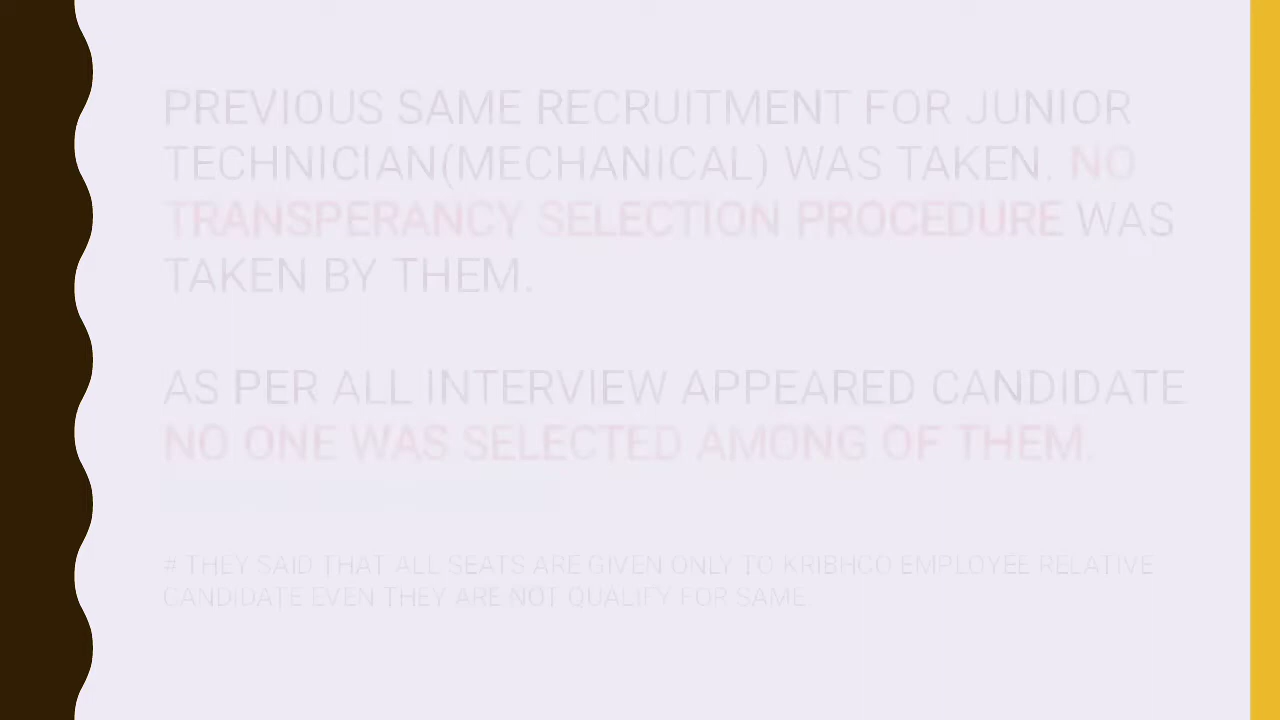 PREVIOUS SAME RECRUITMENT FOR JUNIOR
TECHNICIAN(MECHANICAL) WAS TAKEN. NO
TRANSPERANCY SELECTION PROCEDURE WAS
TAKEN BY THEM.
AS PER ALL INTERVIEW APPEARED CANDIDATE
NO ONE WAS SELECTED AMONG OF THEM.
# THEY SAID THAT ALL SEATS ARE GIVEN ONLY TO KRIBHCO EMPLOYEE RELATIVE
CANDIDATE EVEN THEY ARE NOT QUALIFY FOR SAME.